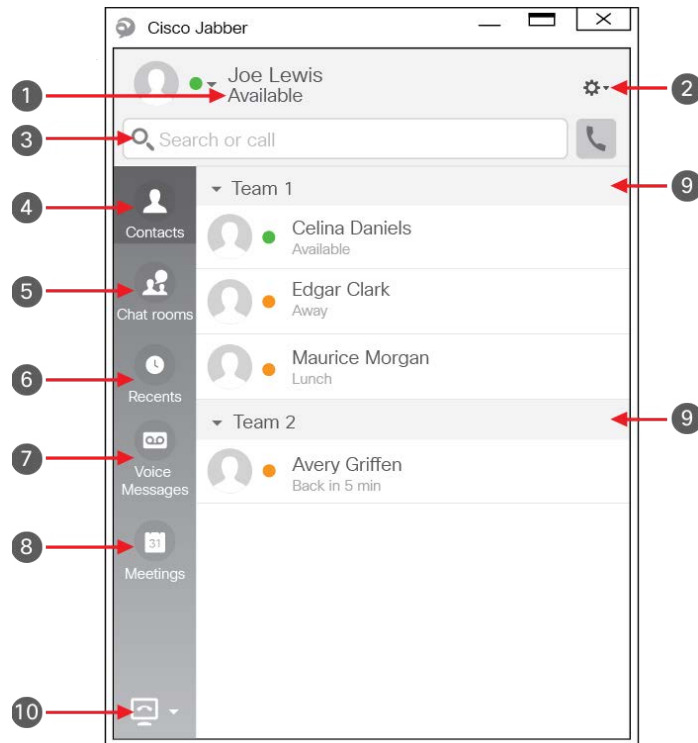 Cisco Jabber
1
Joe Lewis
Available
2
3
Search or call
4
Contacts
Team 1
9
Celina Daniels
Available
5
Chat rooms
Edgar Clark
Away
6
Recents
Maurice Morgan
Lunch
Team 2
9
7
Voice
Messages
Avery Griffen
Back in 5 min
8
31
Meetings
10